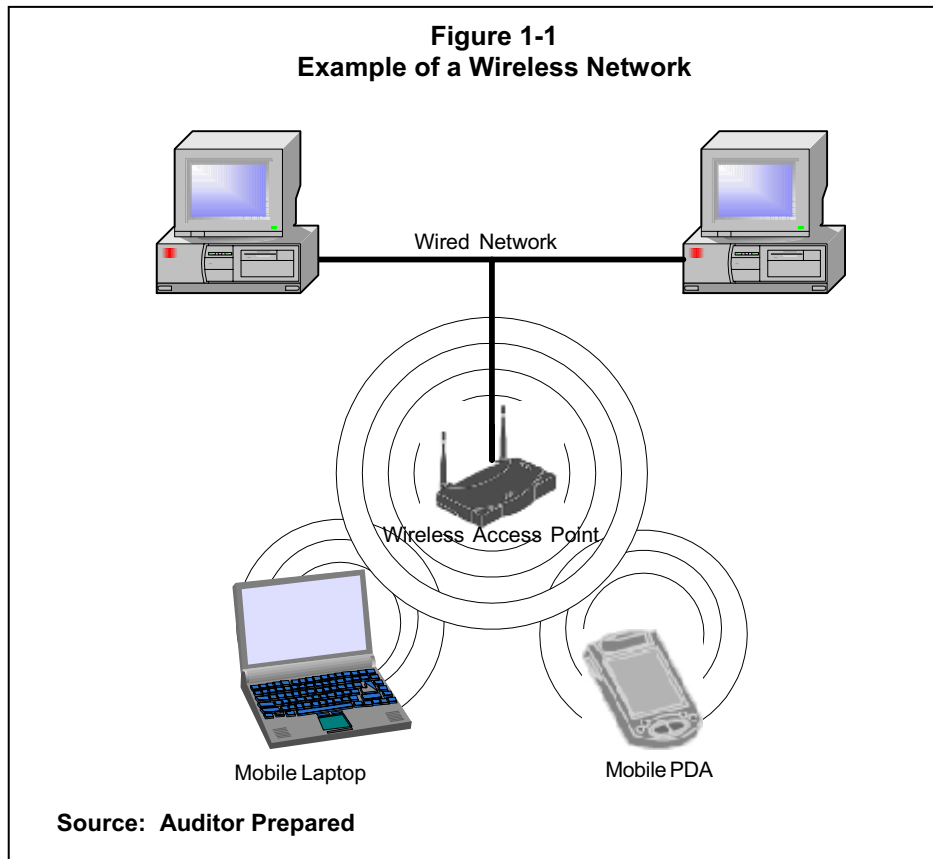 Figure 1-1
Example of a Wireless Network
Wired Network
Wireless Access Point
Mobile Laptop
Mobile PDA
Source: Auditor Prepared